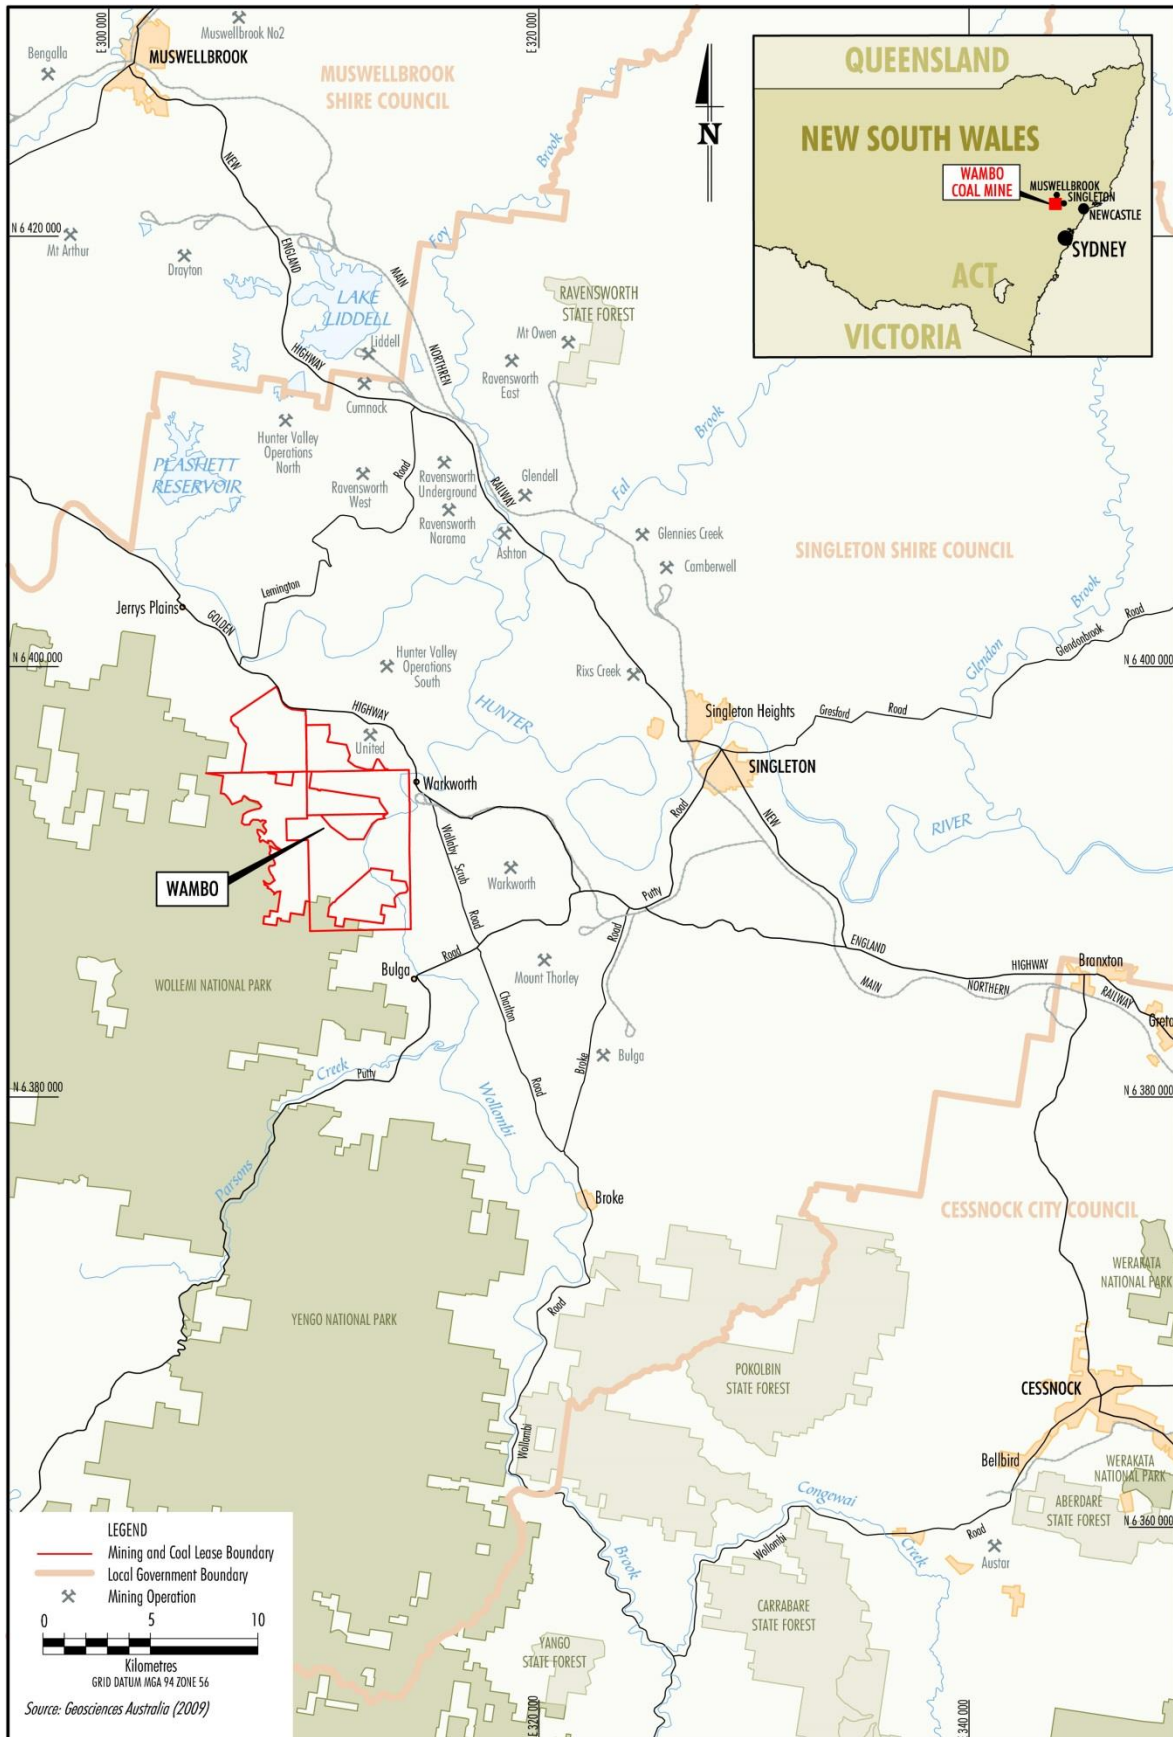 E 300 000
E 320 000
Muswellbrook No2
Bengalla
MUSWELLBROOK
MUSWELLBROOK
SHIRE COUNCIL
N
QUEENSLAND
NEW SOUTH WALES
WAMBO
COAL MINE
MUSWELLBROOK
SINGLETON
NEWCASTLE
SYDNEY
ACT
VICTORIA
NEW
Brook
Foy
N 6 420 000
Mt Arthur
Drayton
ENGLAND
MAIN
LAKE
LIDDELL
RAVENSWORTH
STATE FOREST
HIGHWAY
Liddell
NORTHREN
Mt Owen
Ravensworth
East
Cumnock
Hunter Valley
Operations
North
Brook
PLASHETT
RESERVOIR
Road
Ravensworth
West
Ravensworth
Underground
RAILWAY
Glendell
Fal
Ravensworth
Narama
Ashton
Glennies Creek
SINGLETON SHIRE COUNCIL
Camberwell
Lemington
Jerrys Plains
GOLDEN
Brook
Road
Glendonbrook
N 6 400 000
N 6 400 000
Hunter Valley
Operations
South
Rixs Creek
Glendon
HIGHWAY
HUNTER
Singleton Heights
Gresford
Road
United
SINGLETON
Warkworth
Road
NEW
RIVER
Wallaby
Scrub
Road
WAMBO
Warkworth
Putty
Road
Road
ENGLAND
Bulga
Mount Thorley
HIGHWAY
Branxton
WOLLEMI NATIONAL PARK
Charlton
MAIN
NORTHERN
RAILWAY
Greta
Creek
Putty
Broke
Bulga
N 6 380 000
N 6 380 000
Road
Wollombi
Parsons
Broke
CESSNOCK CITY COUNCIL
WERAKATA
NATIONAL PARK
YENGO NATIONAL PARK
Road
POKOLBIN
STATE FOREST
CESSNOCK
Wollombi
Bellbird
WERAKATA
NATIONAL PARK
Congewai
ABERDARE
STATE FOREST
N 6 360 000
Road
Wollombi
Creek
Austar
Brook
CARRABARE
STATE FOREST
YANGO
STATE FOREST
LEGEND
Mining and Coal Lease Boundary
Local Government Boundary
Mining Operation
0 5 10
Kilometres
GRID DATUM MGA 94 ZONE 56
Source: Geosciences Australia (2009)
E 320 000
E 340 000